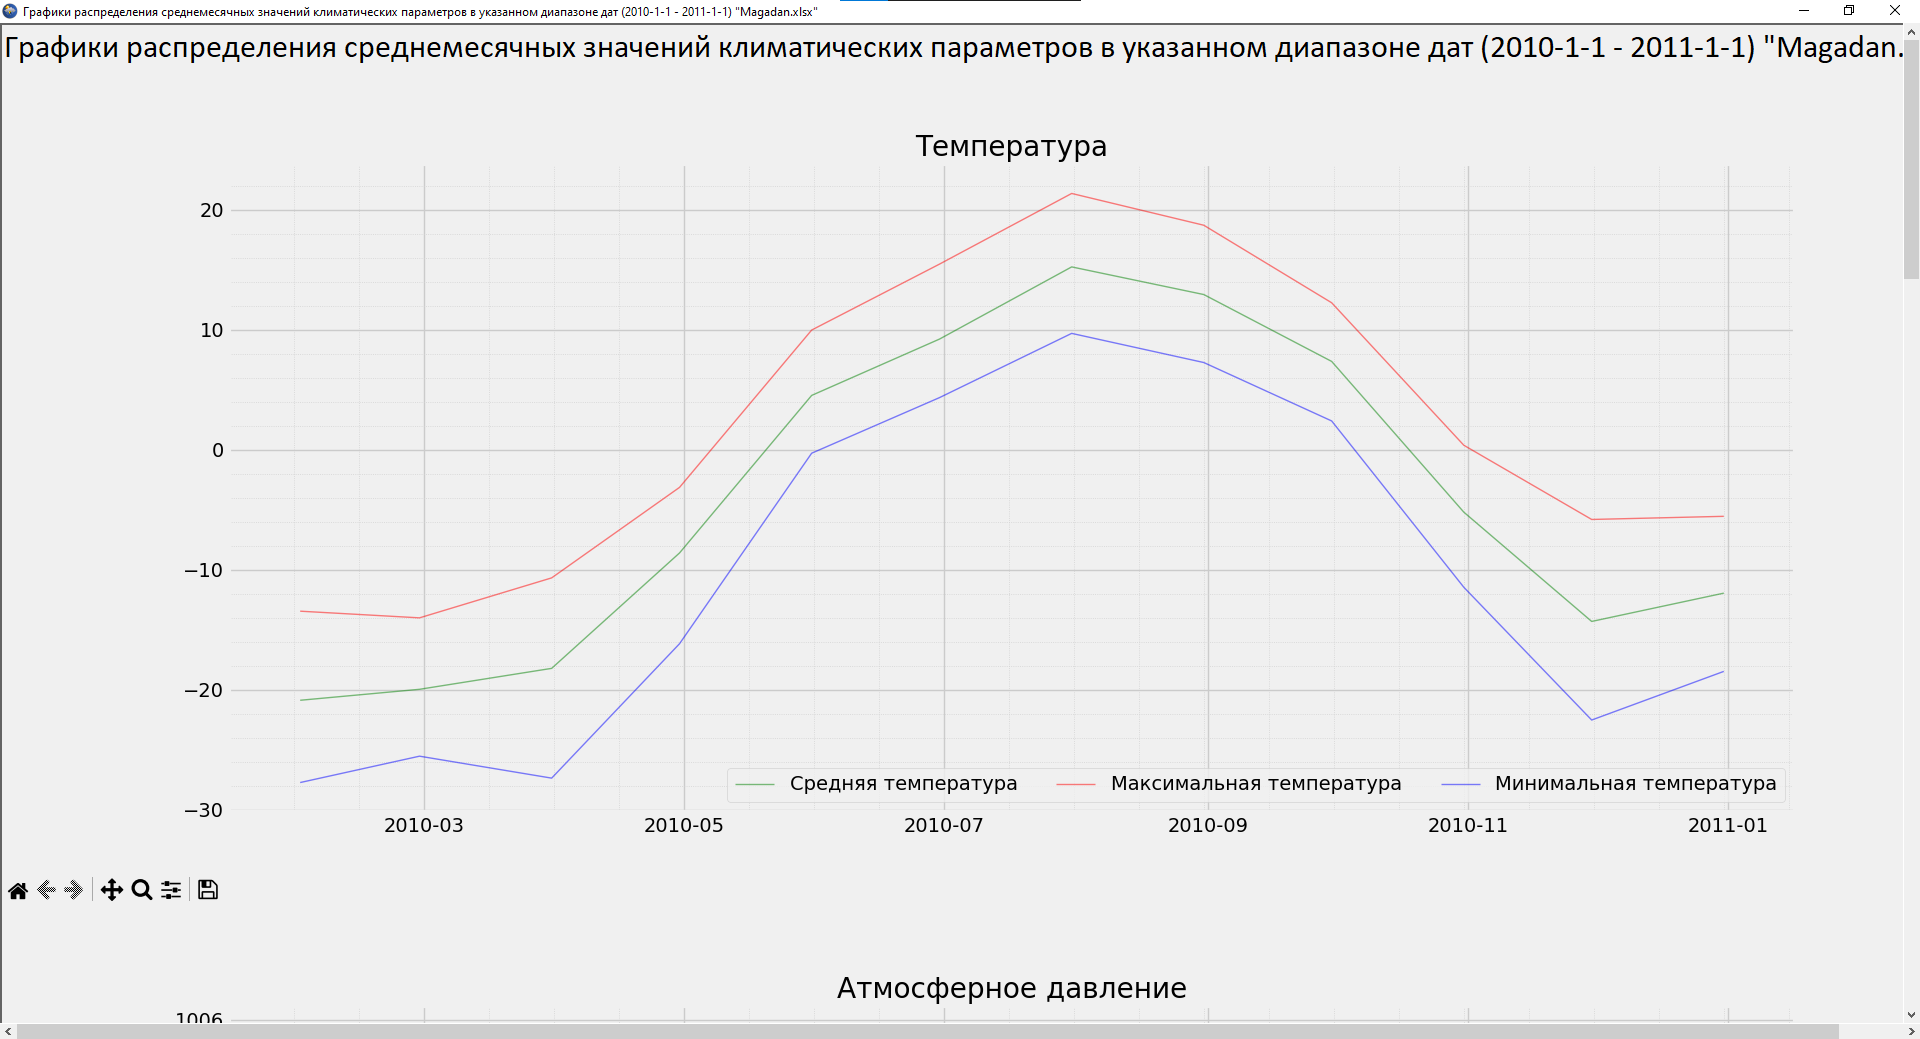 Графики распределения среднемесячных значений климатических параметров в указанном диапазоне дат (2010-1-1 - 2011-1-1) "Magadan.xlsx"
Графики распределения среднемесячных значений климатических параметров в указанном диапазоне дат (2010-1-1 - 2011-1-1) "Magadan.
Температура
20
10
0
−10
−20
−30
Средняя температура Максимальная температура Минимальная температура
2010-03 2010-05 2010-07 2010-09 2010-11 2011-01
Атмосферное давление
1006